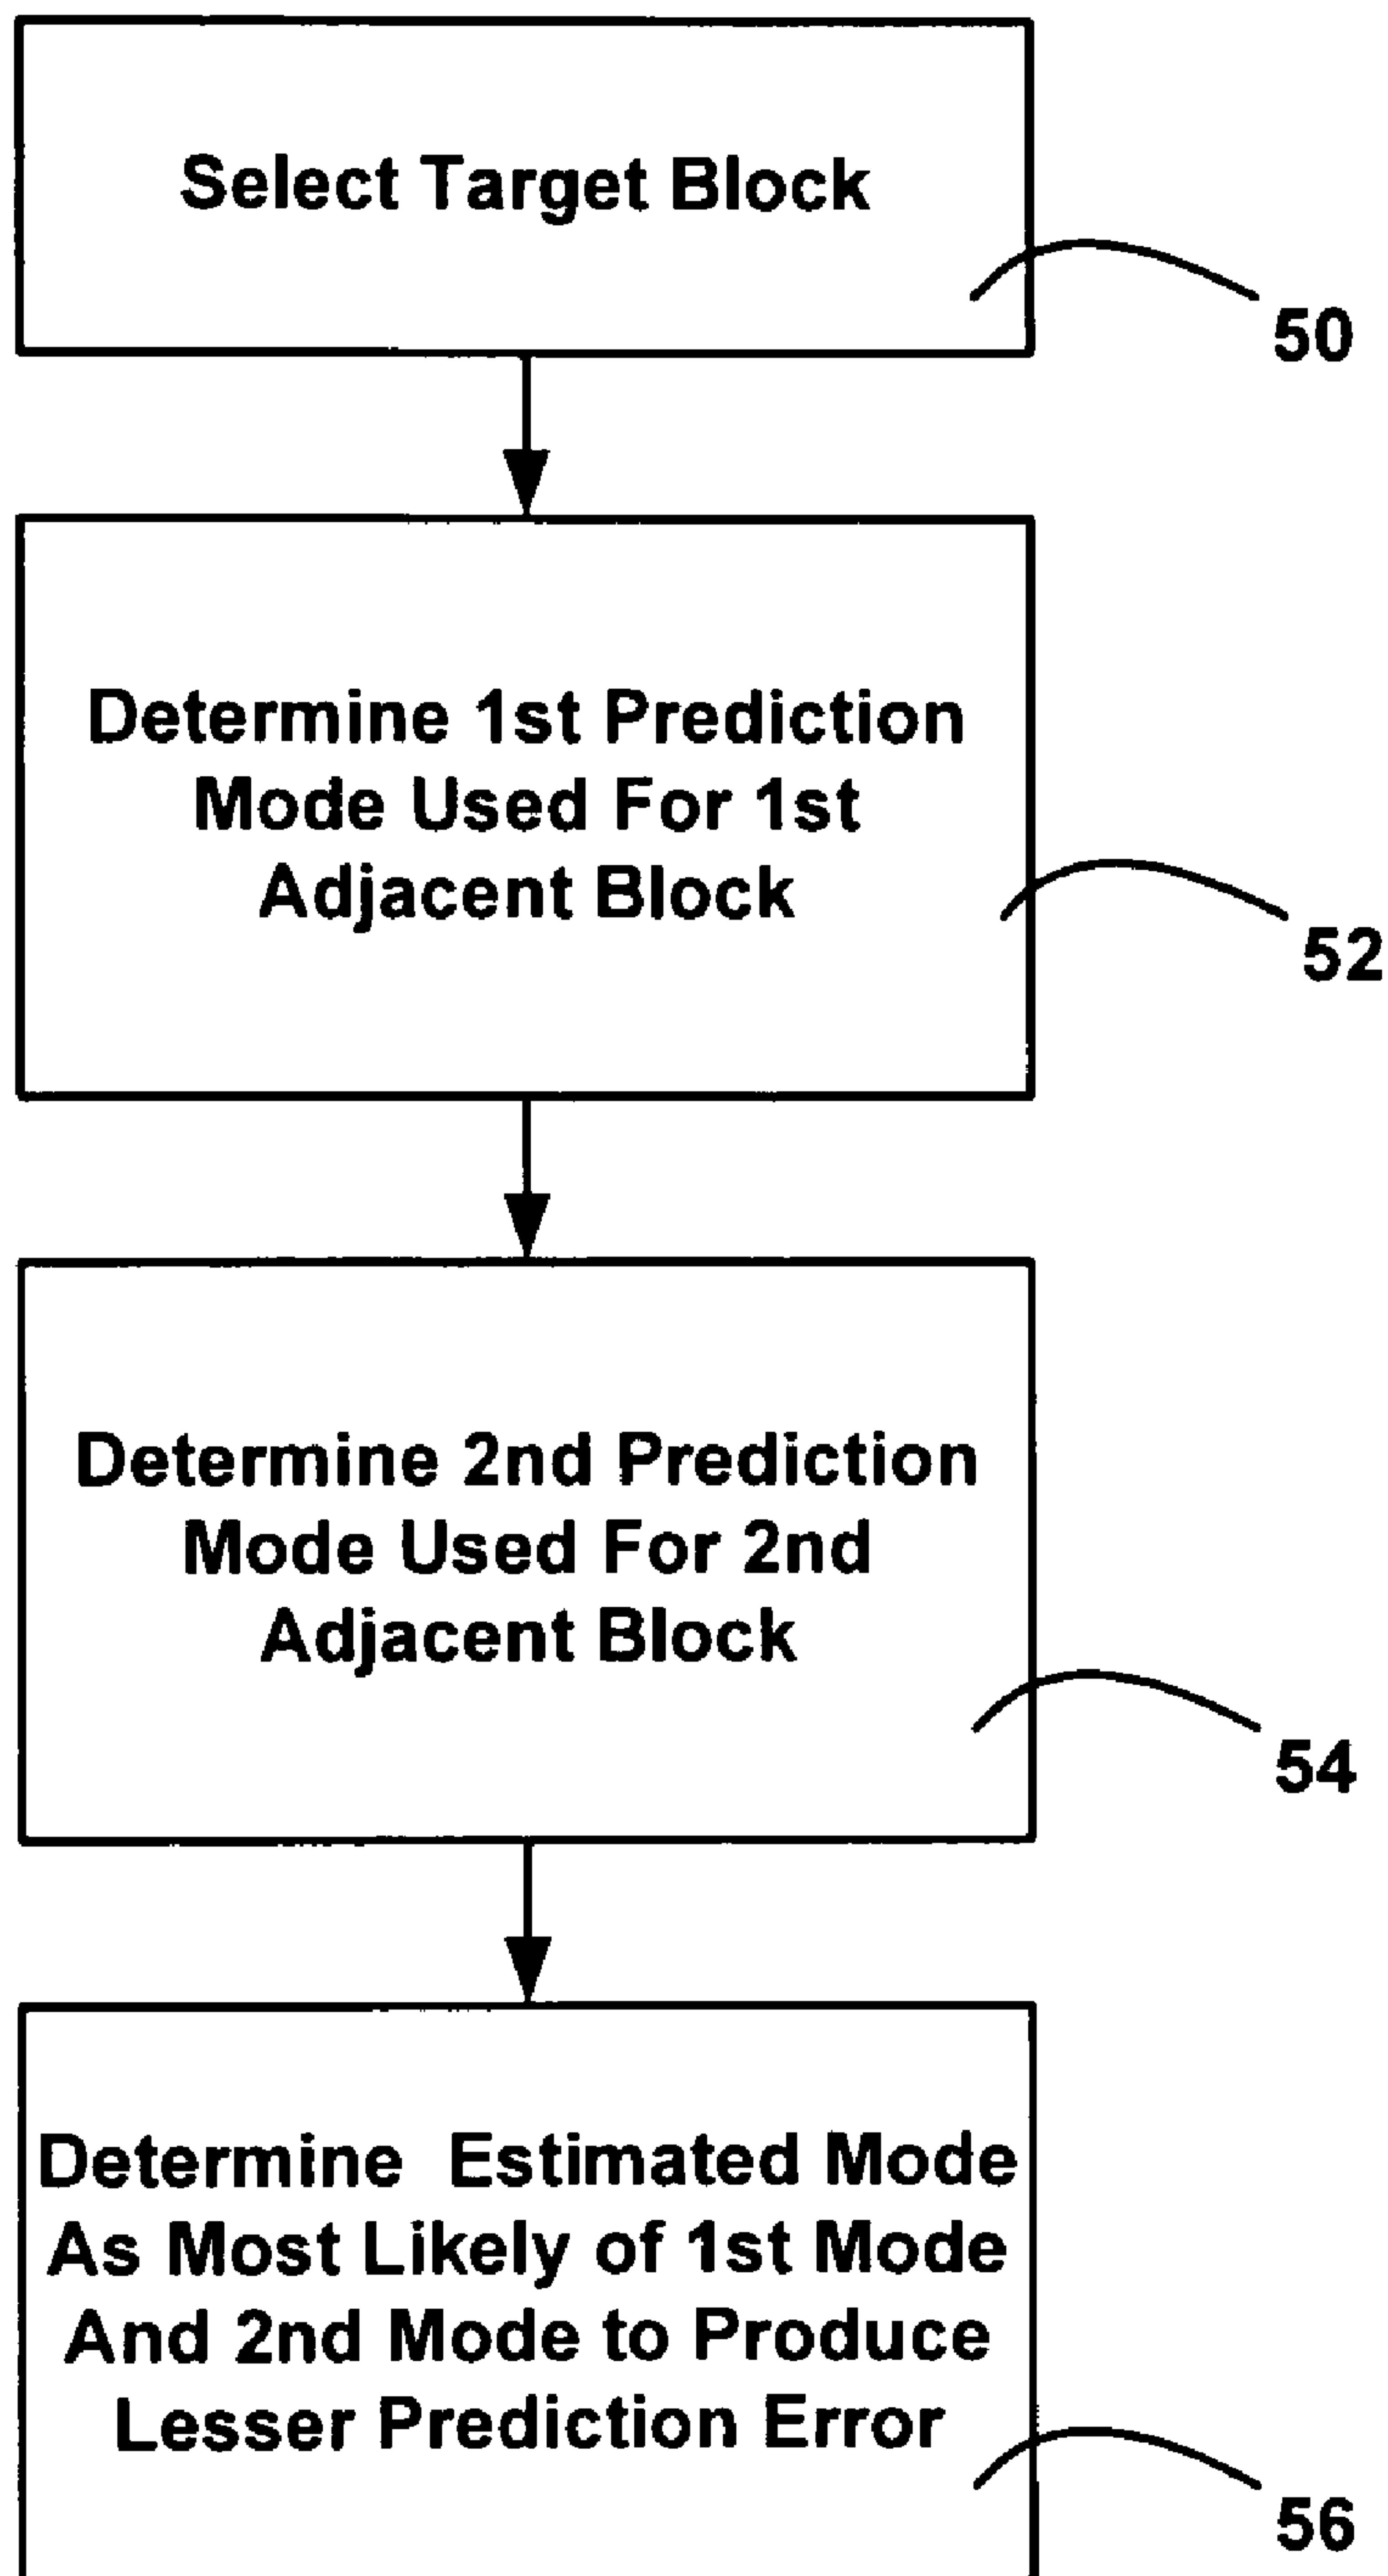 Select Target Block
50
Determine 1st Prediction
Mode Used For 1st
Adjacent Block
52
Determine 2nd Prediction
Mode Used For 2nd
Adjacent Block
54
Determine Estimated Mode
As Most Likely of 1st Mode
And 2nd Mode to Produce
Lesser Prediction Error
56